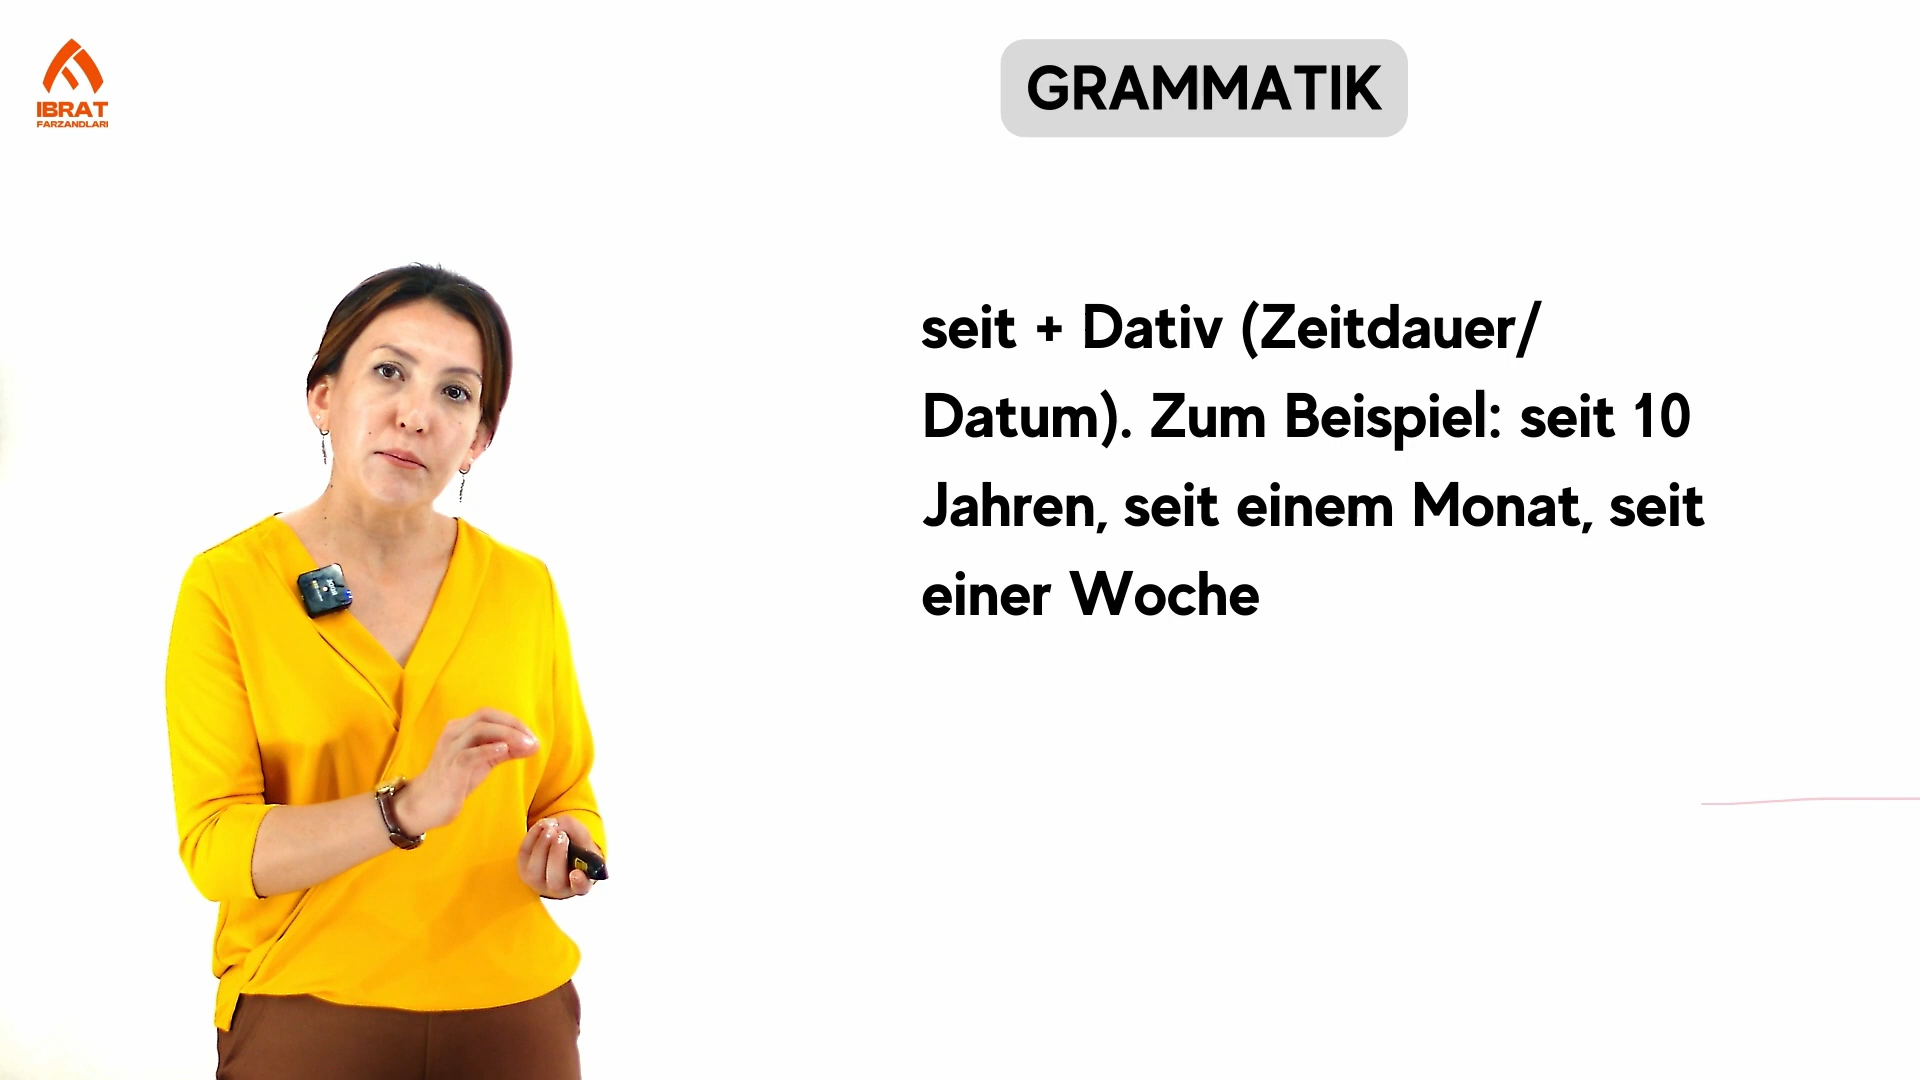 IBRAT
FARZANDLARI
GRAMMATIK
seit + Dativ (Zeitdauer/
Datum). Zum Beispiel: seit 10
Jahren, seit einem Monat, seit
einer Woche